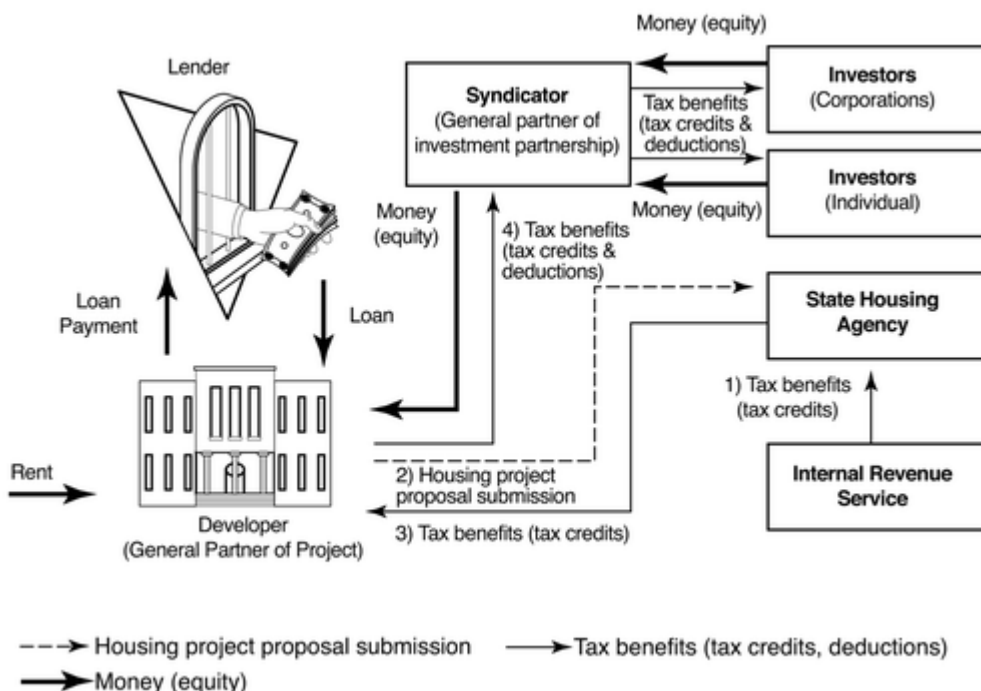 Lender
Money (equity)
Investors
(Corporations)
Syndicator
(General partner of
investment partnership)
Tax benefits
(tax credits &
deductions)
Investors
(Individual)
Money (equity)
Money
(equity)
4) Tax benefits
(tax credits &
deductions)
Loan
Payment
Loan
State Housing
Agency
1) Tax benefits
(tax credits)
Internal Revenue
Service
Rent
2) Housing project
proposal submission
3) Tax benefits (tax credits)
Developer
(General Partner of Project)
Housing project proposal submission
Tax benefits (tax credits, deductions)
Money (equity)